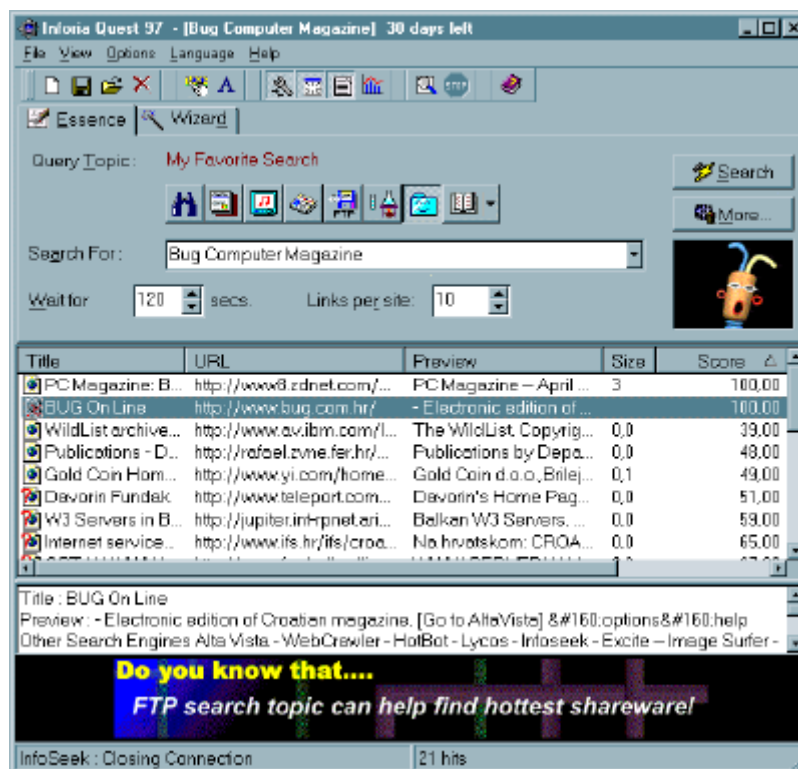 Inforia Quest 97 - [Bug Computer Magazine] 30 days left
File View Options Language Help
STOP
Essence Wizard
Query Topic: My Favorite Search
Search
FTP
More...
Search For: Bug Computer Magazine
Wait for 120 secs. Links per site: 10
Title URL Preview Size Score
PC Magazine: B... http://www8.zdnet.com/... PC Magazine – April ... 3 100,00
BUG On Line http://www.bug.com.hr/ - Electronic edition of ... 100,00
WildList archive... http://www.av.ibm.com/I... The WildList. Copyrig... 0,0 39,00
Publications - D... http://rafael.zvne.fer.hr/... Publications by Depa... 0,0 48,00
Gold Coin Hom... http://www.yi.com/home... Gold Coin d.o.o, Brilej... 0,1 49,00
Davorin Fundak http://www.teleport.com... Davorin's Home Pag... 0,0 51,00
W3 Servers in B... Balkan W3 Servers. ... 0,0 59,00
Internet service... http://www.ifs.hr/ifs/croa... Na hrvatskom: CROA... 0,0 65,00
Title : BUG On Line
Preview : - Electronic edition of Croatian magazine. [Go to AltaVista] &#160;options&#160;help
Other Search Engines Alta Vista - WebCrawler - HotBot - Lycos - Infoseek - Excite – Image Surfer -
Do you know that....
FTP search topic can help find hottest shareware!
InfoSeek : Closing Connection 21 hits